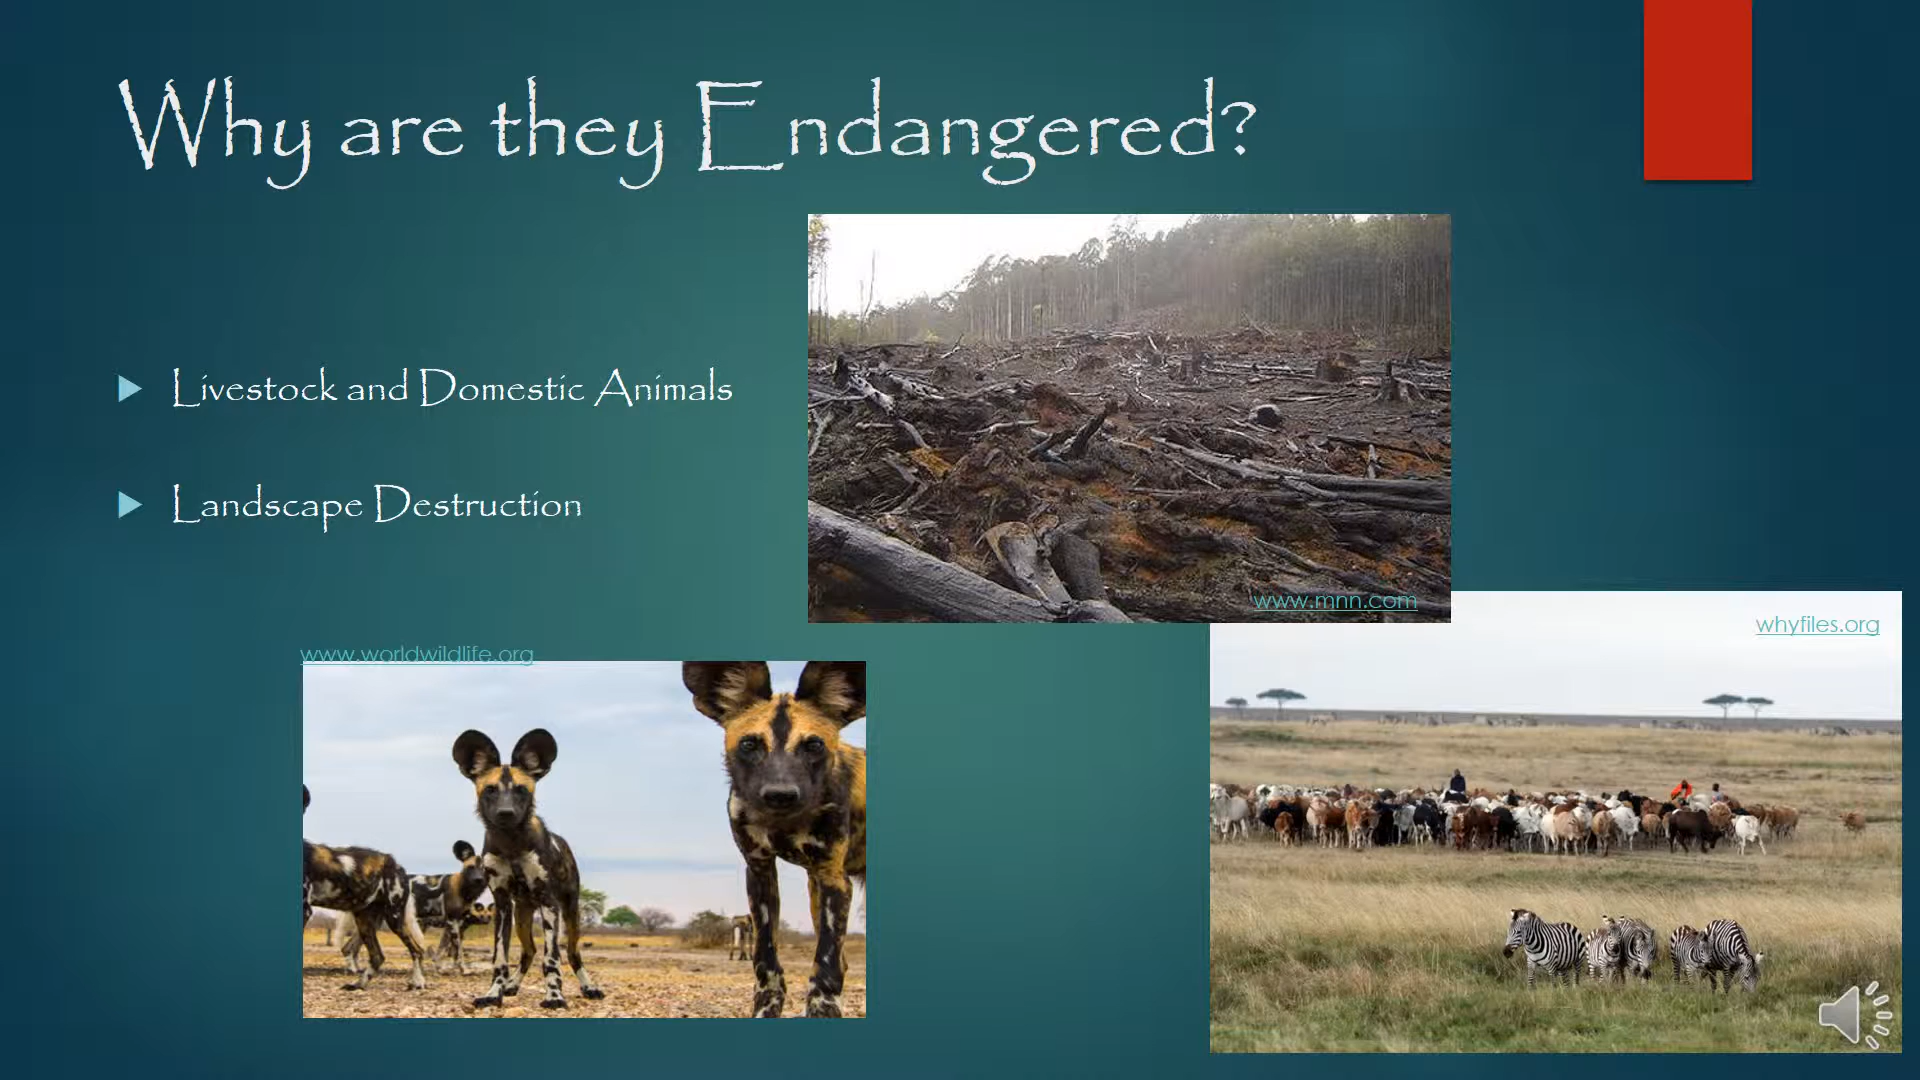 Why are they Endangered?
Livestock and Domestic Animals
Landscape Destruction
www.mnn.com
whyfiles.org
www.worldwildlife.org